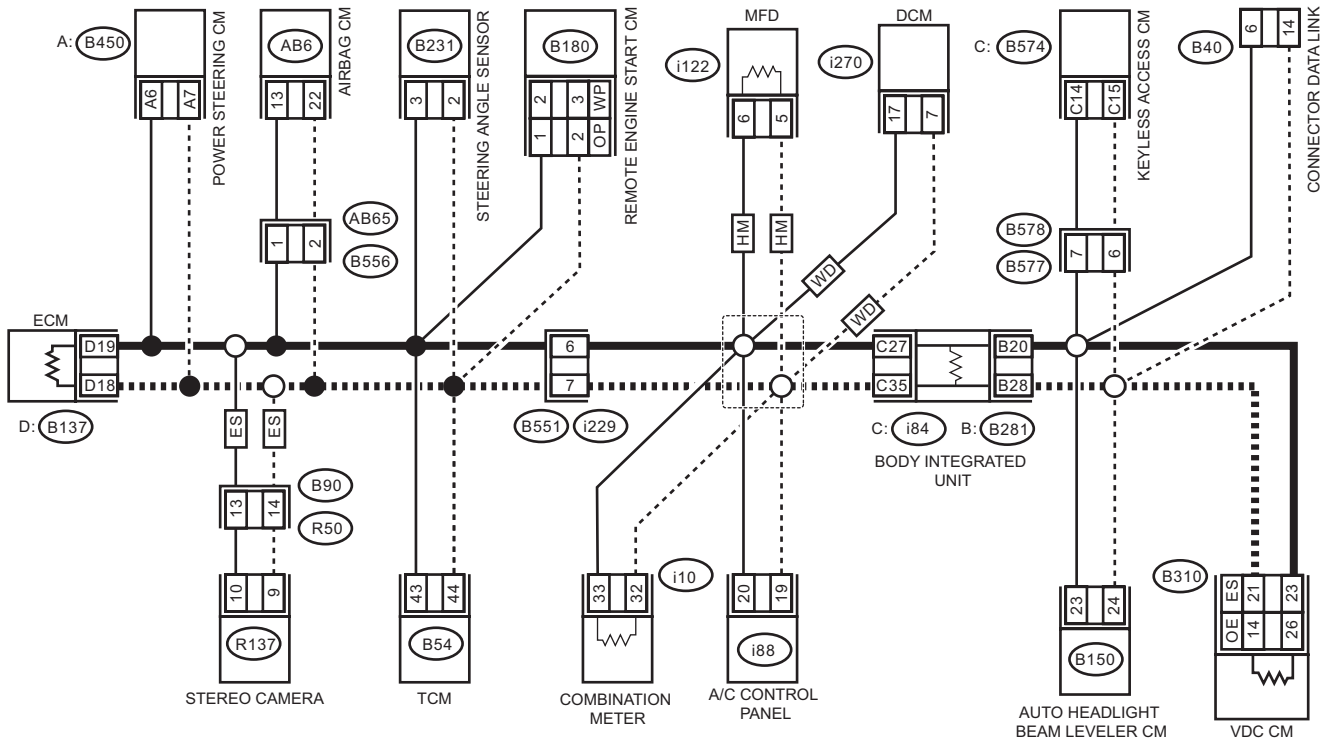 A: B450
A6 A7
POWER STEERING CM
AB6
13 22
AIRBAG CM
AB65
1 2
B556
B231
3 2
STEERING ANGLE SENSOR
B180
2 3 WP
1 2 OP
REMOTE ENGINE START CM
MFD
i122
6 5
HM HM
DCM
i270
17 7
WD
WD
C: B574
C14 C15
KEYLESS ACCESS CM
B578
7 6
B577
B40
6 14
CONNECTOR DATA LINK
ECM
D19
D18
D: B137
6
7
B551 i229
C27
C35
B20
B28
C: i84 B: B281
BODY INTEGRATED
UNIT
ES ES
B90
13 14
R50
10 9
R137
STEREO CAMERA
43 44
B54
TCM
i10
33 32
COMBINATION
METER
20 19
i88
A/C CONTROL
PANEL
23 24
B150
AUTO HEADLIGHT
BEAM LEVELER CM
B310
ES 21 23
OE 14 26
VDC CM